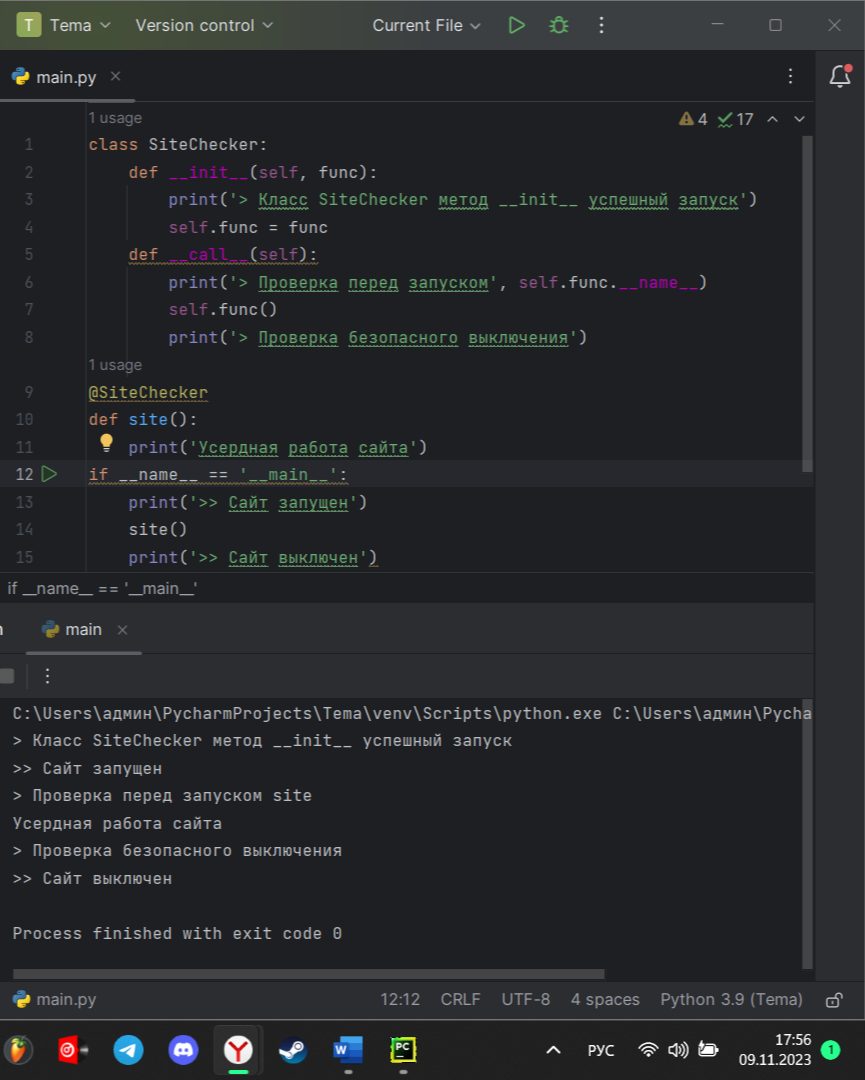 T Tema Version control Current File
main.py
1 usage 4 17
1 class SiteChecker:
2 def __init__(self, func):
3 print('> Класс SiteChecker метод __init__ успешный запуск')
4 self.func = func
5 def __call__(self):
6 print('> Проверка перед запуском', self.func.__name__)
7 self.func()
8 print('> Проверка безопасного выключения')
1 usage
9 @SiteChecker
10 def site():
11 print('Усердная работа сайта')
12 if __name__ == '__main__':
13 print('>> Сайт запущен')
14 site()
15 print('>> Сайт выключен')
if __name__ == '__main__'
main
C:\Users\админ\PycharmProjects\Tema\venv\Scripts\python.exe C:\Users\админ\Pycha
> Класс SiteChecker метод __init__ успешный запуск
>> Сайт запущен
> Проверка перед запуском site
Усердная работа сайта
> Проверка безопасного выключения
>> Сайт выключен
Process finished with exit code 0
main.py 12:12 CRLF UTF-8 4 spaces Python 3.9 (Tema)
W PC РУС 17:56 1
09.11.2023